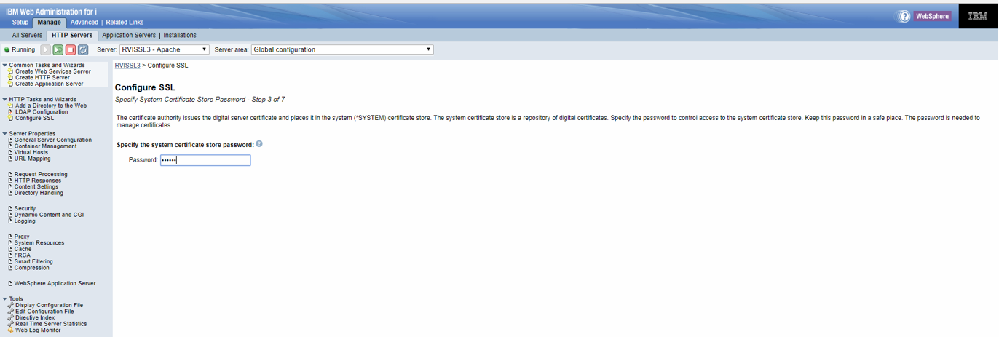 IBM Web Administration for i
Setup Manage Advanced | Related Links
? WebSphere. IBM
All Servers HTTP Servers Application Servers | Installations
Running Server: RVISSL3 - Apache Server area: Global configuration
Common Tasks and Wizards
Create Web Services Server
Create HTTP Server
Create Application Server
HTTP Tasks and Wizards
Add a Directory to the Web
LDAP Configuration
Configure SSL
Server Properties
General Server Configuration
Container Management
Virtual Hosts
URL Mapping
Request Processing
HTTP Responses
Content Settings
Directory Handling
Security
Dynamic Content and CGI
Logging
Proxy
System Resources
Cache
FRCA
Smart Filtering
Compression
WebSphere Application Server
Tools
Display Configuration File
Edit Configuration File
Directive Index
Real Time Server Statistics
Web Log Monitor
RVISSL3 > Configure SSL
Configure SSL
Specify System Certificate Store Password - Step 3 of 7
The certificate authority issues the digital server certificate and places it in the system (*SYSTEM) certificate store. The system certificate store is a repository of digital certificates. Specify the password to control access to the system certificate store. Keep this password in a safe place. The password is needed to
manage certificates.
Specify the system certificate store password: ?
Password: ••••••